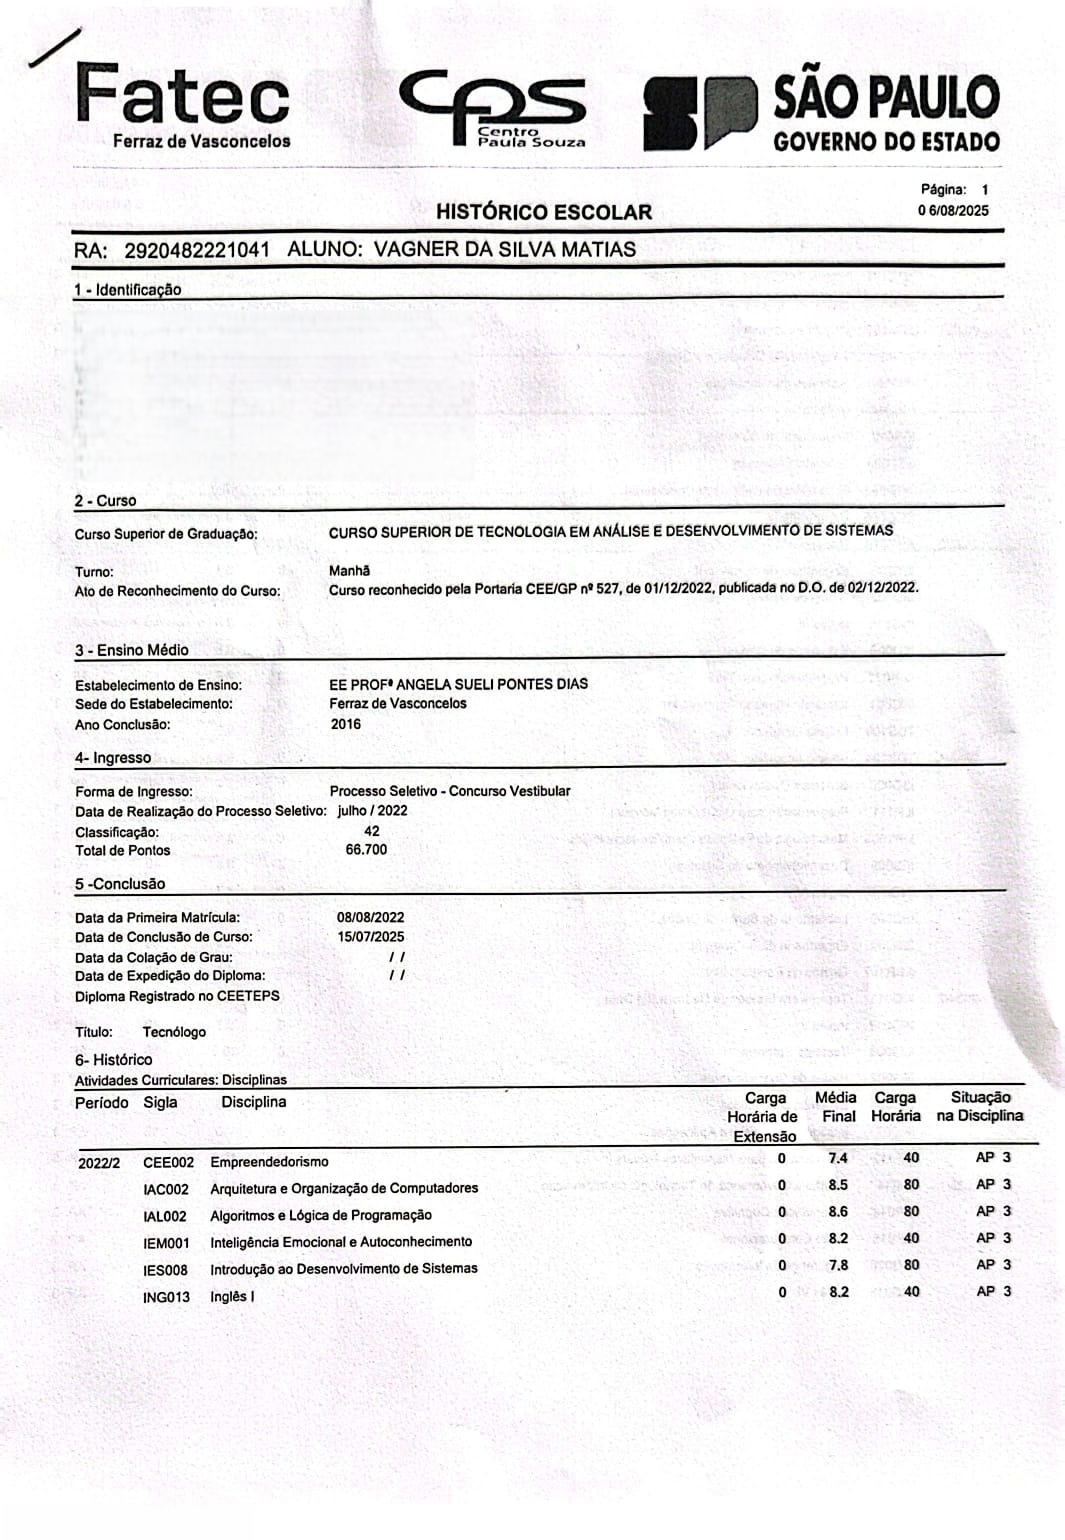 Fatec
Ferraz de Vasconcelos
CPS
Centro
Paula Souza
SÃO PAULO
GOVERNO DO ESTADO
Página: 1
0 6/08/2025
HISTÓRICO ESCOLAR
RA: 2920482221041 ALUNO: VAGNER DA SILVA MATIAS
1 - Identificação
2 - Curso
Curso Superior de Graduação: CURSO SUPERIOR DE TECNOLOGIA EM ANÁLISE E DESENVOLVIMENTO DE SISTEMAS
Turno: Manhã
Ato de Reconhecimento do Curso: Curso reconhecido pela Portaria CEE/GP nº 527, de 01/12/2022, publicada no D.O. de 02/12/2022.
3 - Ensino Médio
Estabelecimento de Ensino: EE PROFª ANGELA SUELI PONTES DIAS
Sede do Estabelecimento: Ferraz de Vasconcelos
Ano Conclusão: 2016
4- Ingresso
Forma de Ingresso: Processo Seletivo - Concurso Vestibular
Data de Realização do Processo Seletivo: julho / 2022
Classificação: 42
Total de Pontos 66.700
5 -Conclusão
Data da Primeira Matrícula: 08/08/2022
Data de Conclusão de Curso: 15/07/2025
Data da Colação de Grau: / /
Data de Expedição do Diploma: / /
Diploma Registrado no CEETEPS
Título: Tecnólogo
6- Histórico
Atividades Curriculares: Disciplinas
Período Sigla Disciplina Carga Horária de Extensão Média Final Carga Horária Situação na Disciplina
2022/2 CEE002 Empreendedorismo 0 7.4 40 AP 3
IAC002 Arquitetura e Organização de Computadores 0 8.5 80 AP 3
IAL002 Algoritmos e Lógica de Programação 0 8.6 80 AP 3
IEM001 Inteligência Emocional e Autoconhecimento 0 8.2 40 AP 3
IES008 Introdução ao Desenvolvimento de Sistemas 0 7.8 80 AP 3
ING013 Inglês I 0 8.2 40 AP 3